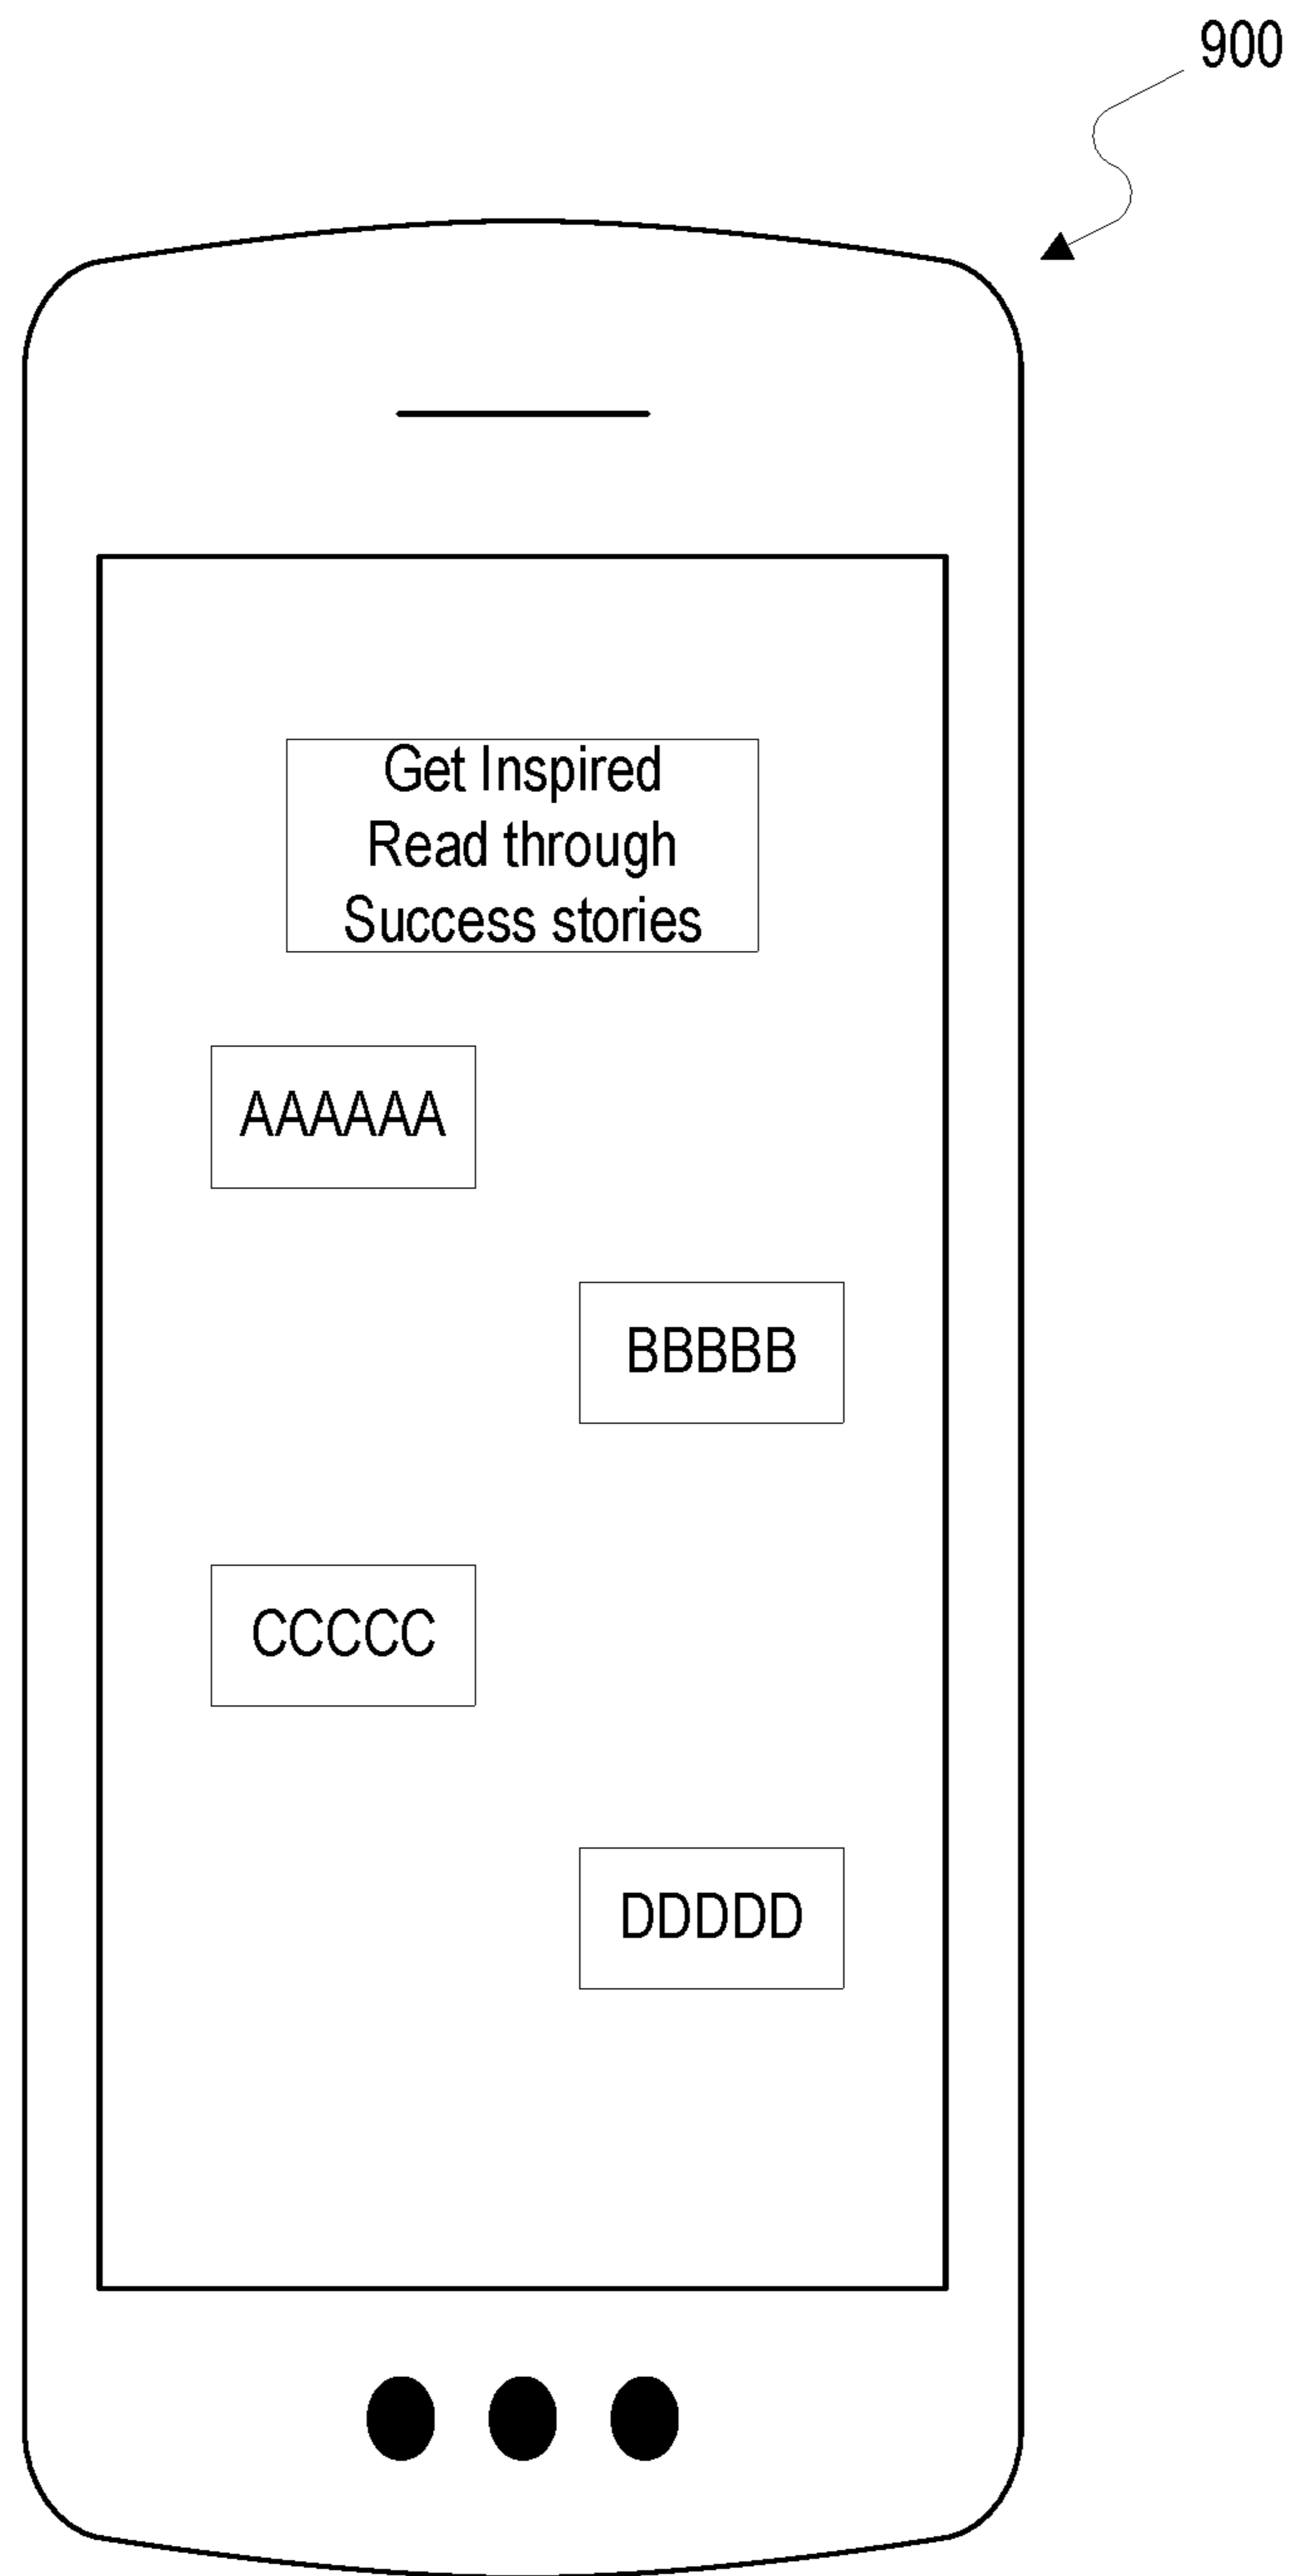 900
Get Inspired
Read through
Success stories
AAAAAA
BBBBB
CCCCC
DDDDD